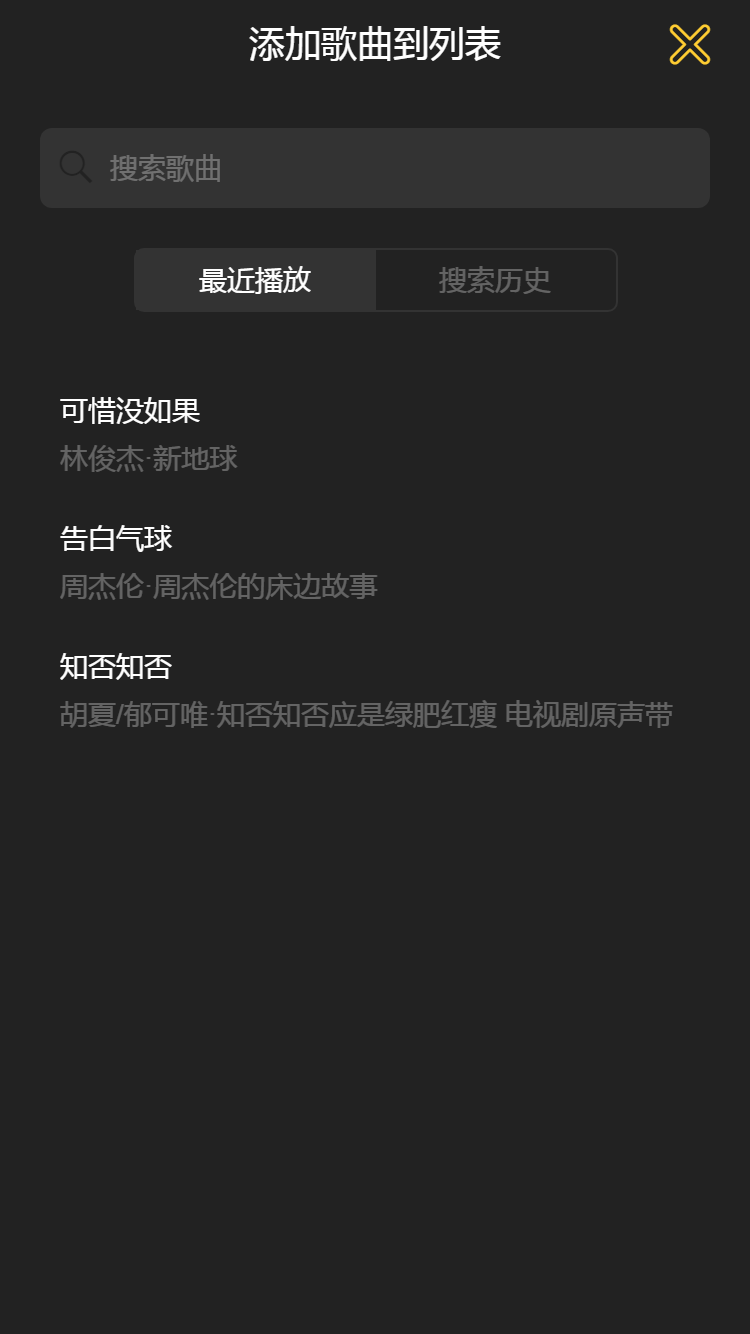 添加歌曲到列表
搜索歌曲
最近播放
搜索历史
可惜没如果
林俊杰·新地球
告白气球
周杰伦·周杰伦的床边故事
知否知否
胡夏/郁可唯·知否知否应是绿肥红瘦 电视剧原声带